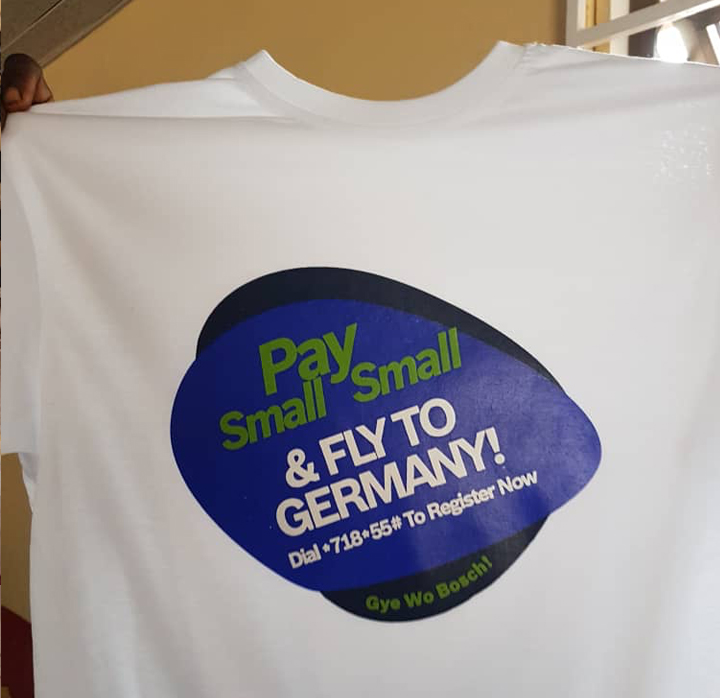 Pay
Small Small
& FLY TO
GERMANY!
Dial *718*55# To Register Now
Gye Wo Bosch!